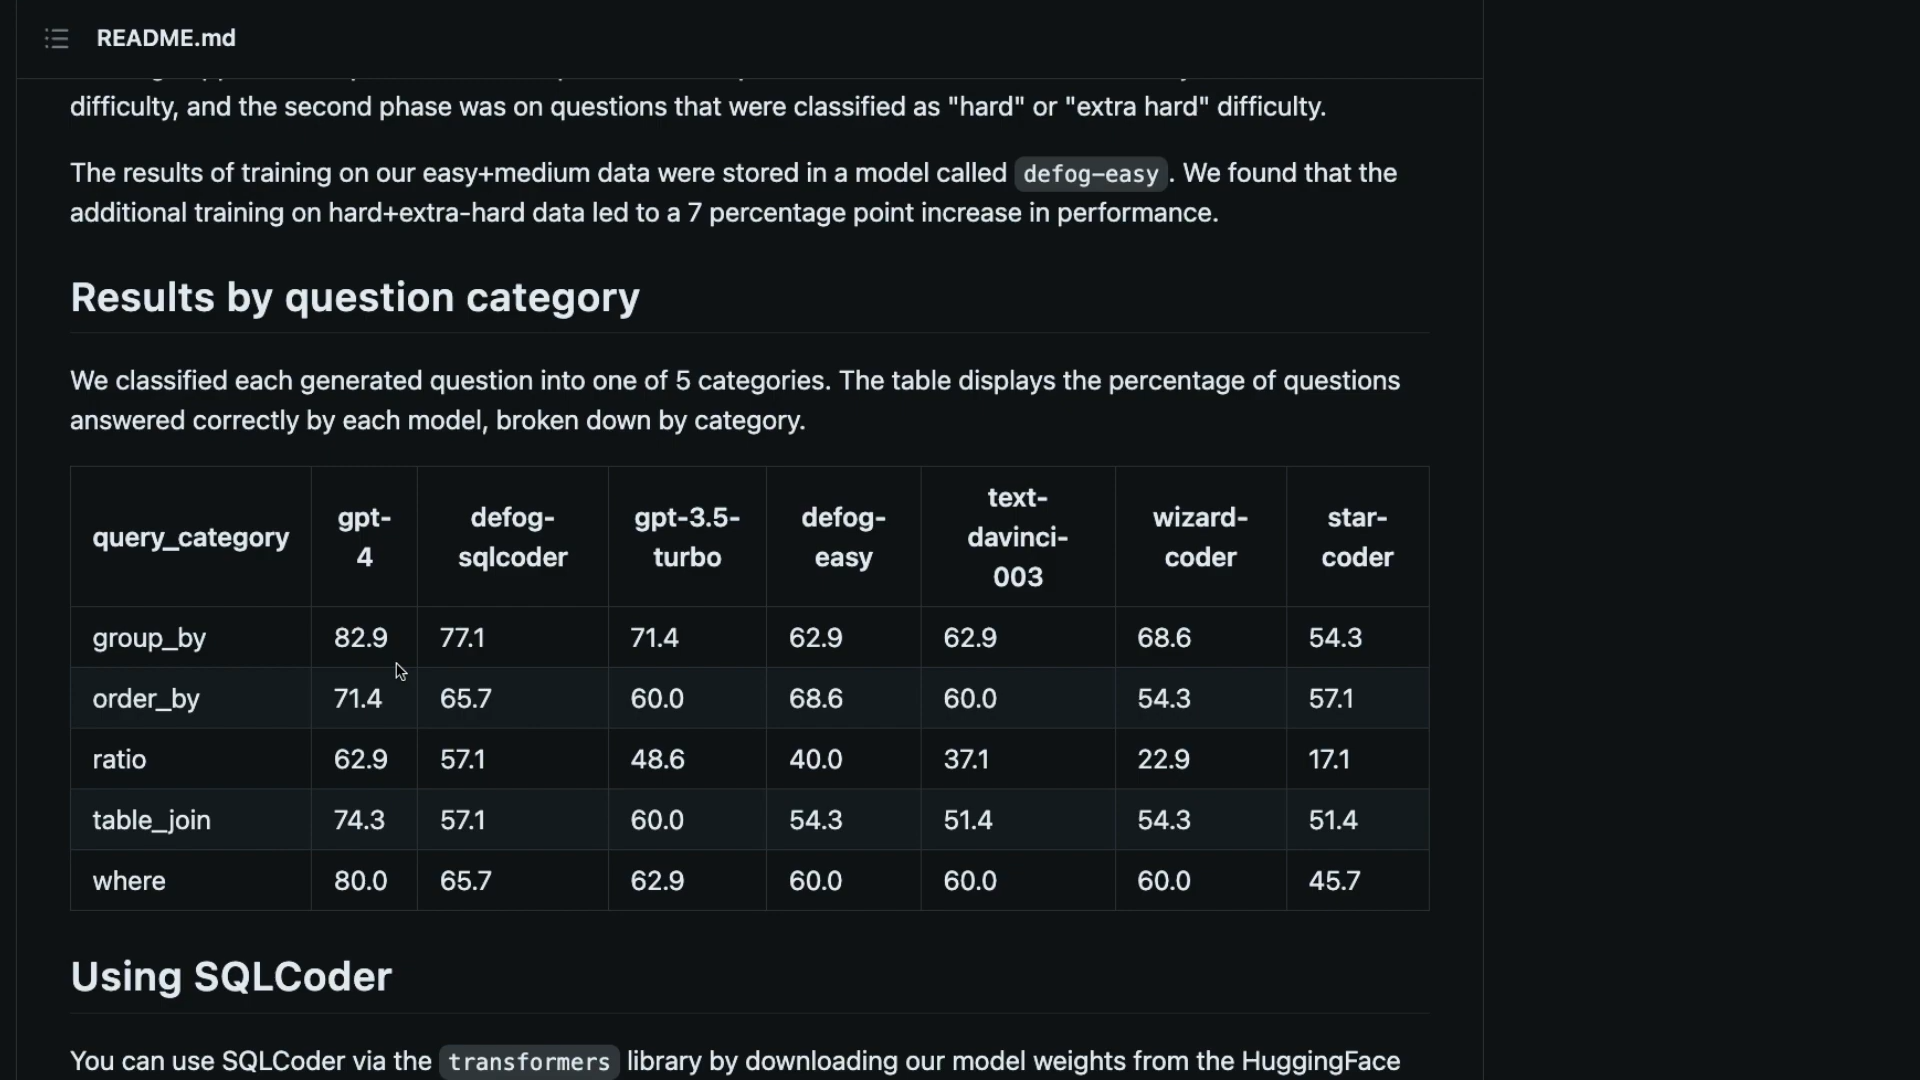 README.md
difficulty, and the second phase was on questions that were classified as "hard" or "extra hard" difficulty.
The results of training on our easy+medium data were stored in a model called defog-easy. We found that the
additional training on hard+extra-hard data led to a 7 percentage point increase in performance.
Results by question category
We classified each generated question into one of 5 categories. The table displays the percentage of questions
answered correctly by each model, broken down by category.
query_category gpt-4 defog-sqlcoder gpt-3.5-turbo defog-easy text-davinci-003 wizard-coder star-coder
group_by 82.9 77.1 71.4 62.9 62.9 68.6 54.3
order_by 71.4 65.7 60.0 68.6 60.0 54.3 57.1
ratio 62.9 57.1 48.6 40.0 37.1 22.9 17.1
table_join 74.3 57.1 60.0 54.3 51.4 54.3 51.4
where 80.0 65.7 62.9 60.0 60.0 60.0 45.7
Using SQLCoder
You can use SQLCoder via the transformers library by downloading our model weights from the HuggingFace